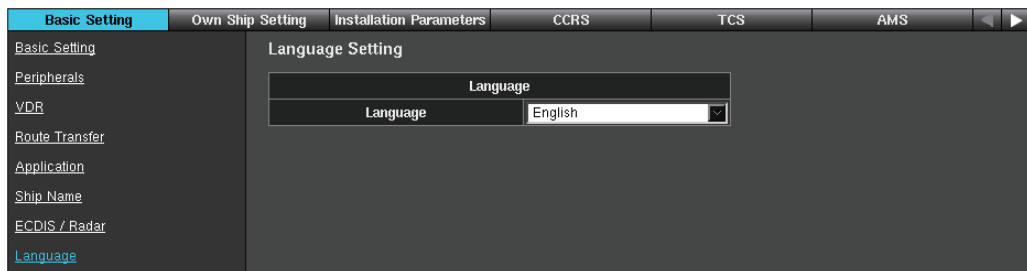 Basic Setting Own Ship Setting Installation Parameters CCRS TCS AMS
Basic Setting
Peripherals
VDR
Route Transfer
Application
Ship Name
ECDIS / Radar
Language
Language Setting
Language
Language English